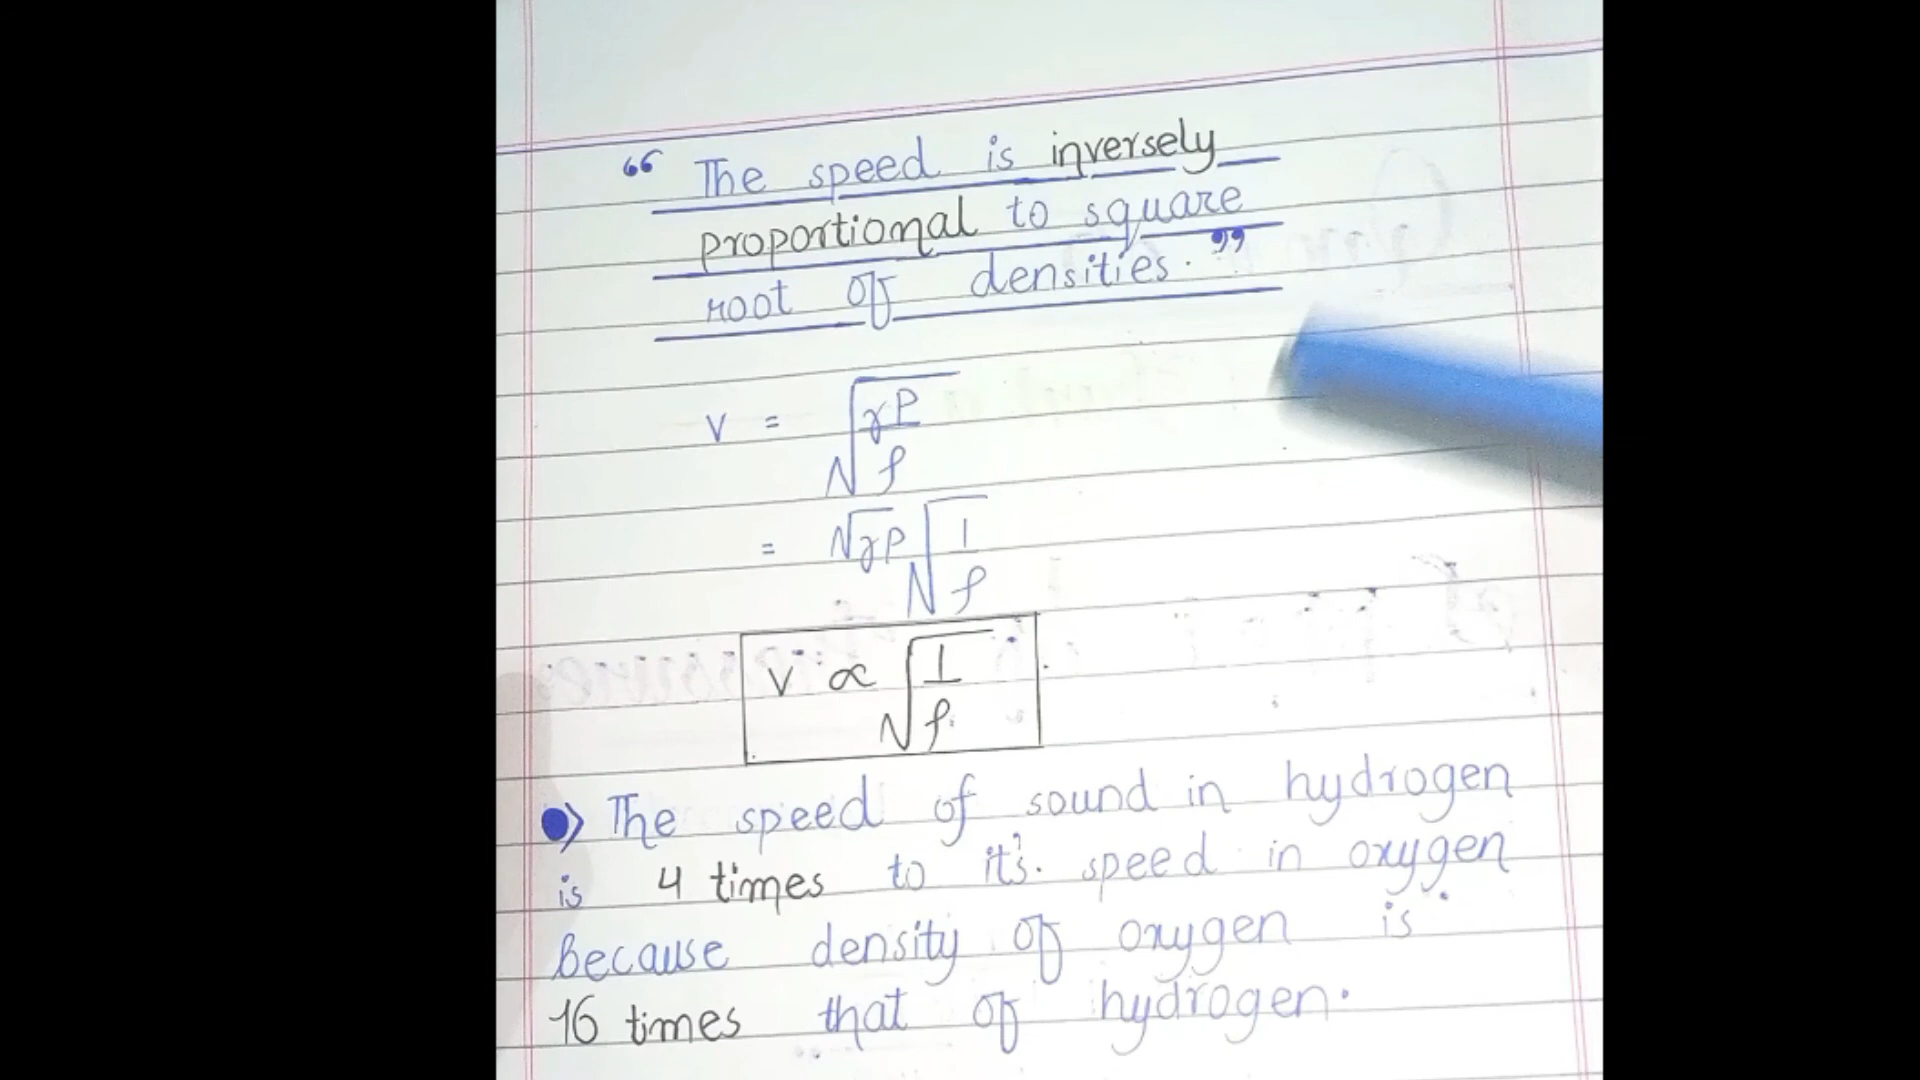 “ The speed is inversely
proportional to square
root of densities. ”
v = √(γP/ρ)
= √γP √(1/ρ)
v ∝ √(1/ρ)
The speed of sound in hydrogen
is 4 times to it's. speed in oxygen
because density of oxygen is
16 times that of hydrogen.